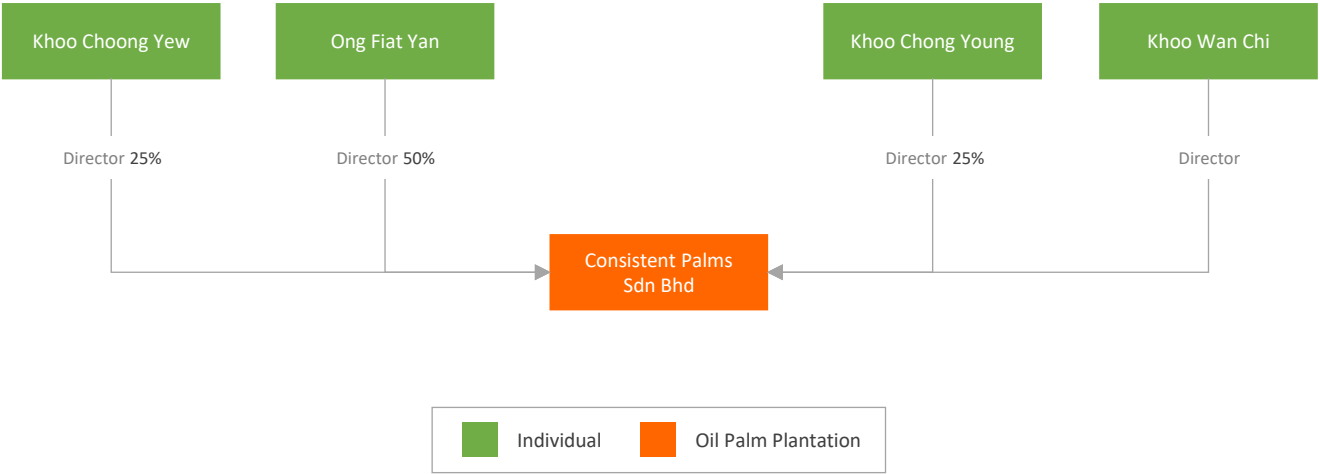 Khoo Choong Yew
Ong Fiat Yan
Khoo Chong Young
Khoo Wan Chi
Director 25%
Director 50%
Director 25%
Director
Consistent Palms
Sdn Bhd
Individual
Oil Palm Plantation